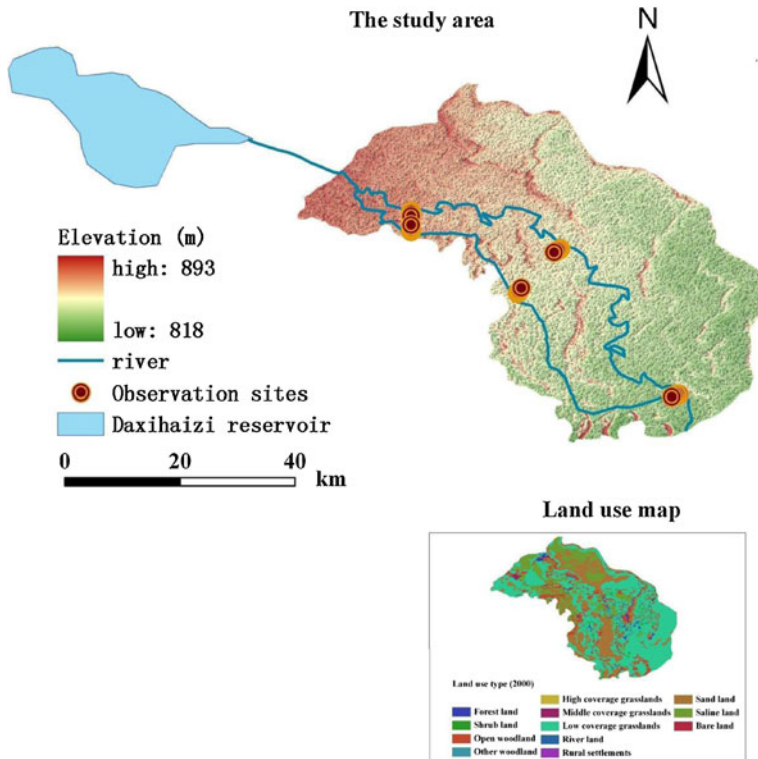 The study area
N
Elevation (m)
high: 893
low: 818
river
Observation sites
Daxihaizi reservoir
0 20 40
km
Land use map
Land use type (2000)
Forest land
Shrub land
Open woodland
Other woodland
High coverage grasslands
Middle coverage grasslands
Low coverage grasslands
River land
Rural settlements
Sand land
Saline land
Bare land